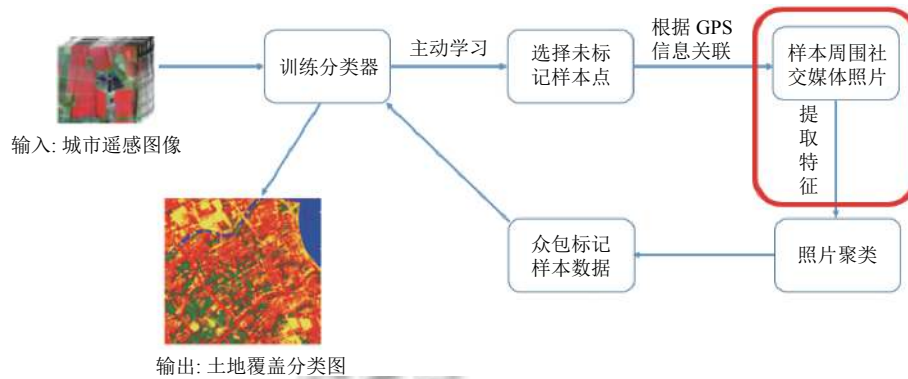 输入: 城市遥感图像
训练分类器
主动学习
选择未标
记样本点
根据 GPS
信息关联
样本周围社
交媒体照片
提
取
特
征
照片聚类
众包标记
样本数据
输出: 土地覆盖分类图